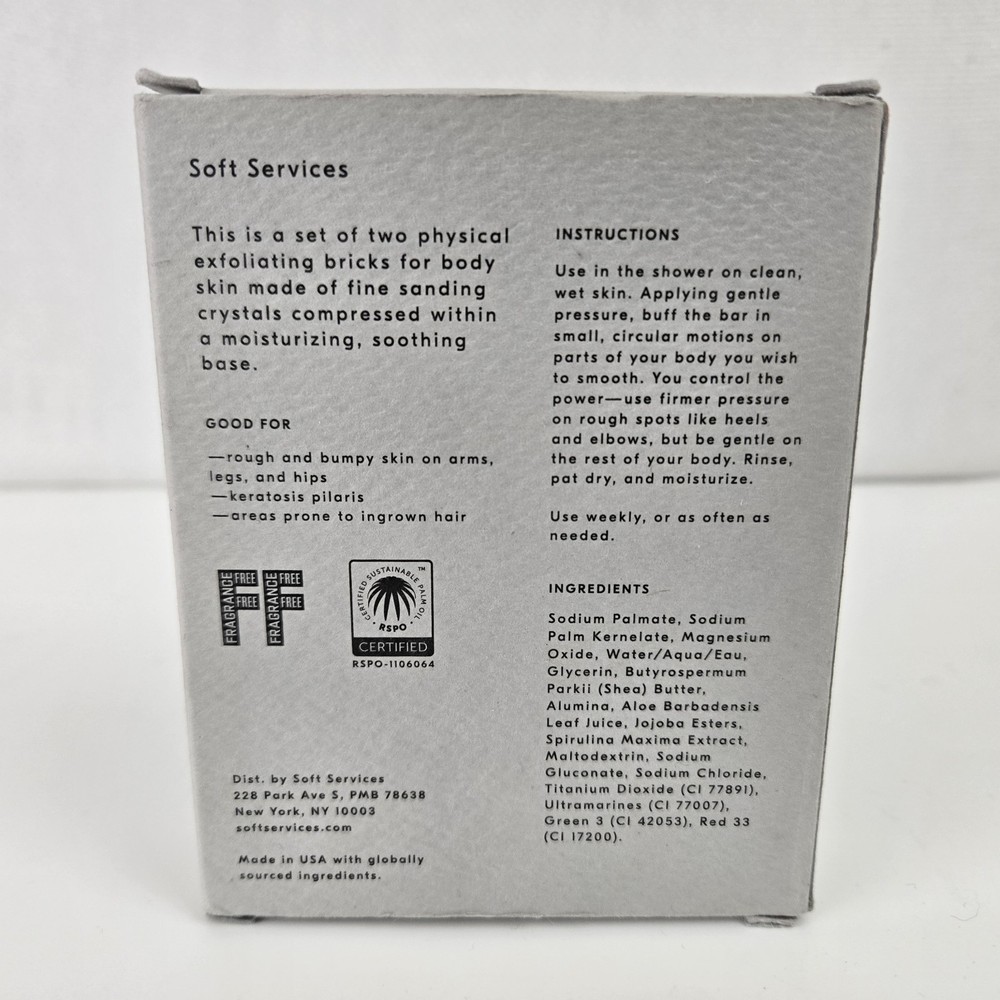 Soft Services
This is a set of two physical
exfoliating bricks for body
skin made of fine sanding
crystals compressed within
a moisturizing, soothing
base.
GOOD FOR
—rough and bumpy skin on arms,
legs, and hips
—keratosis pilaris
—areas prone to ingrown hair
FRAGRANCE FREE FREE FRAGRANCE FREE FREE
CERTIFIED SUSTAINABLE PALM OIL ™
RSPO
CERTIFIED
RSPO-1106064
Dist. by Soft Services
228 Park Ave S, PMB 78638
New York, NY 10003
softservices.com
Made in USA with globally
sourced ingredients.
INSTRUCTIONS
Use in the shower on clean,
wet skin. Applying gentle
pressure, buff the bar in
small, circular motions on
parts of your body you wish
to smooth. You control the
power—use firmer pressure
on rough spots like heels
and elbows, but be gentle on
the rest of your body. Rinse,
pat dry, and moisturize.
Use weekly, or as often as
needed.
INGREDIENTS
Sodium Palmate, Sodium
Palm Kernelate, Magnesium
Oxide, Water/Aqua/Eau,
Glycerin, Butyrospermum
Parkii (Shea) Butter,
Alumina, Aloe Barbadensis
Leaf Juice, Jojoba Esters,
Spirulina Maxima Extract,
Maltodextrin, Sodium
Gluconate, Sodium Chloride,
Titanium Dioxide (CI 77891),
Ultramarines (CI 77007),
Green 3 (CI 42053), Red 33
(CI 17200).